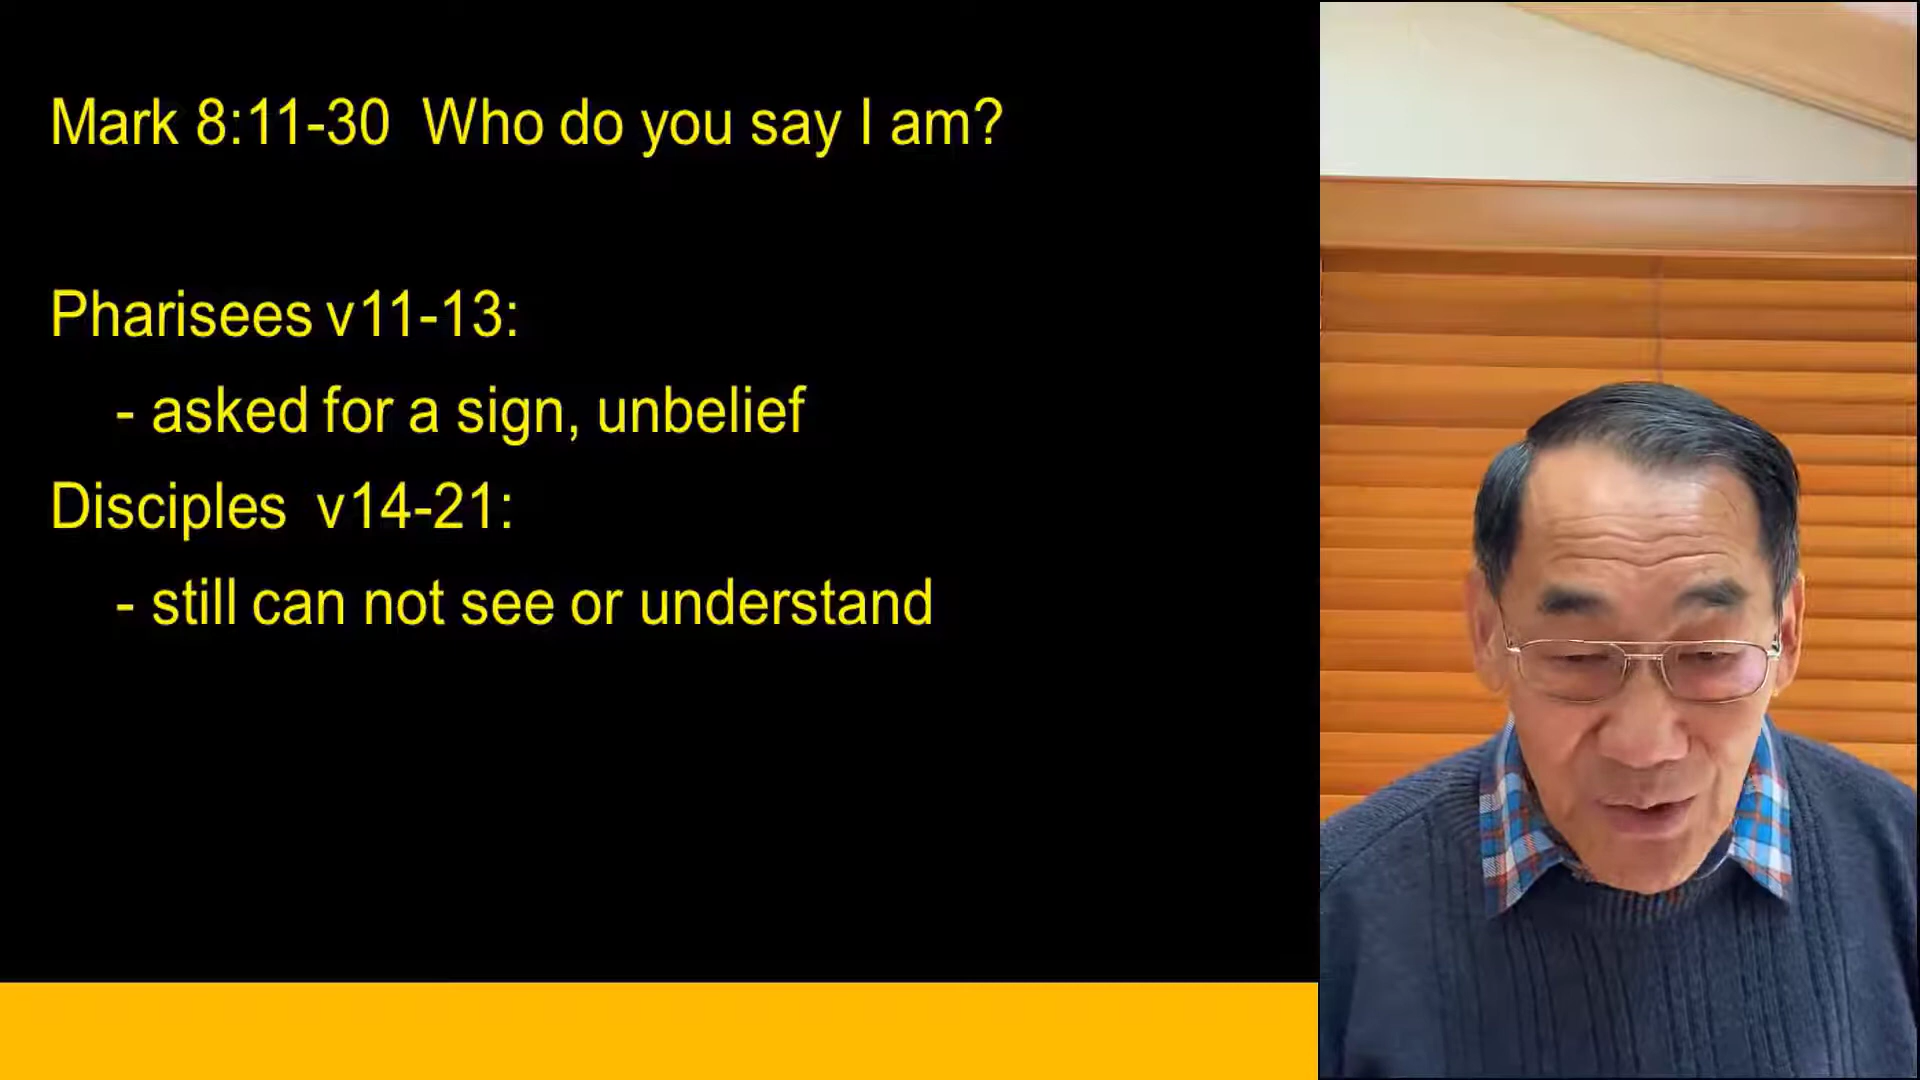 Mark 8:11-30  Who do you say I am?
Pharisees v11-13:
- asked for a sign, unbelief
Disciples  v14-21:
- still can not see or understand